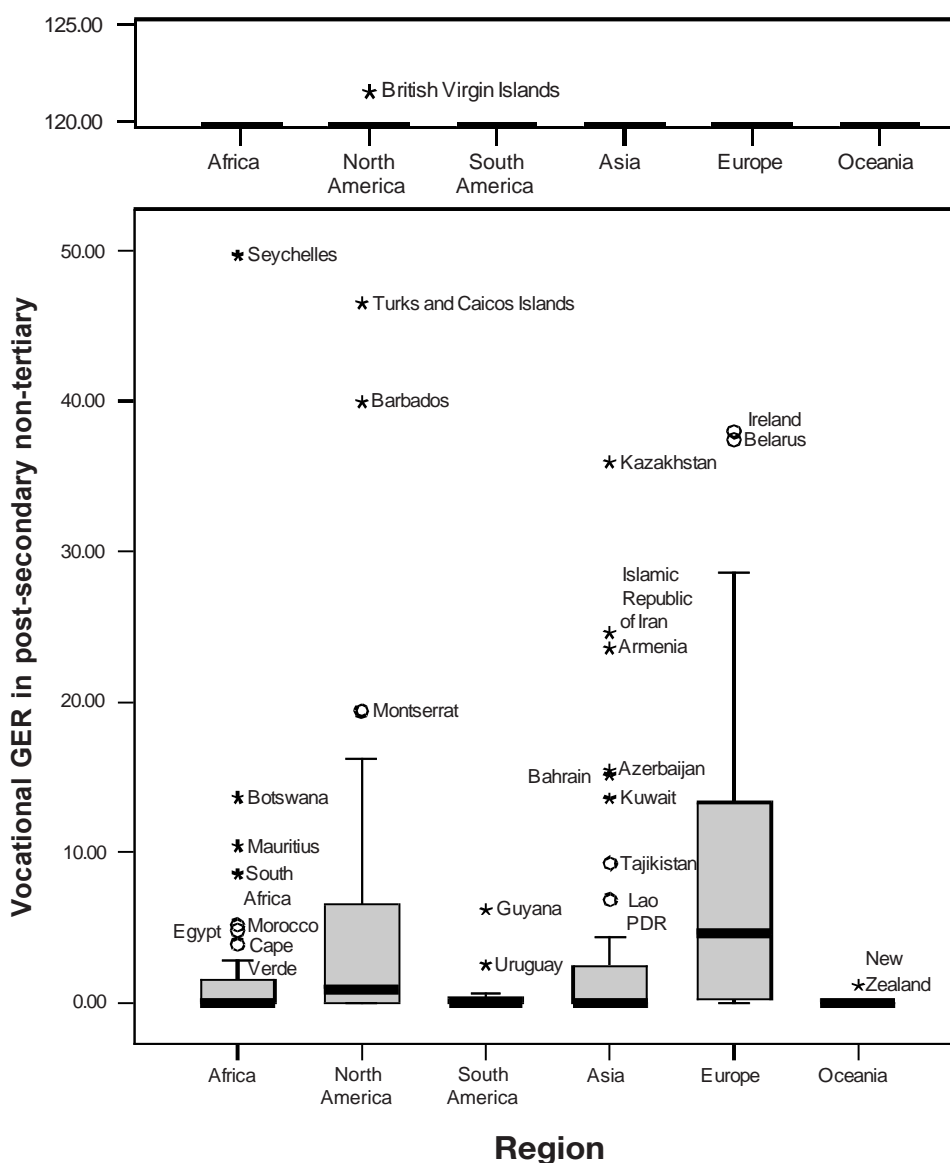 125.00
British Virgin Islands
120.00
Africa
North
America
South
America
Asia
Europe
Oceania
Vocational GER in post-secondary non-tertiary
50.00
Seychelles
Turks and Caicos Islands
40.00
Barbados
Ireland
Belarus
Kazakhstan
30.00
Islamic
Republic
of Iran
Armenia
20.00
Montserrat
Bahrain
Azerbaijan
Botswana
Kuwait
10.00
Mauritius
South
Africa
Tajikistan
Egypt
Morocco
Cape
Verde
Guyana
Lao
PDR
Uruguay
New
Zealand
0.00
Africa
North
America
South
America
Asia
Europe
Oceania
Region